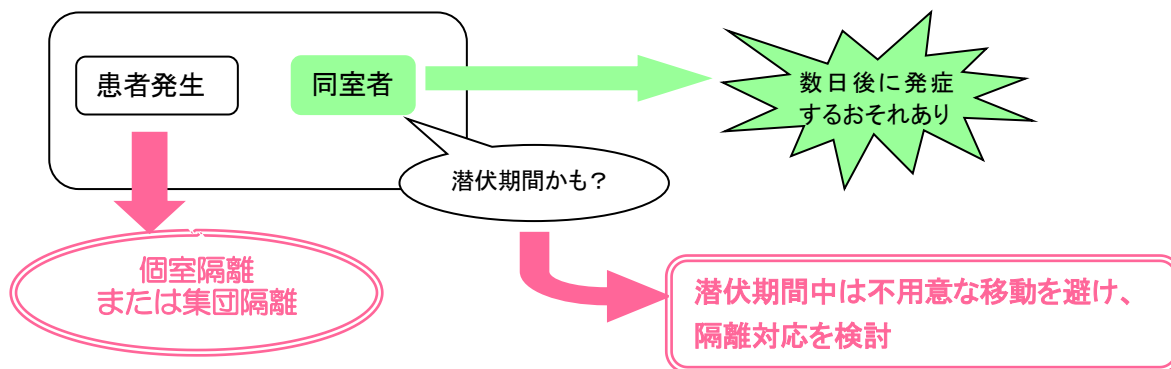 患者発生
同室者
数日後に発症
するおそれあり
潜伏期間かも？
個室隔離
または集団隔離
潜伏期間中は不用意な移動を避け、
隔離対応を検討